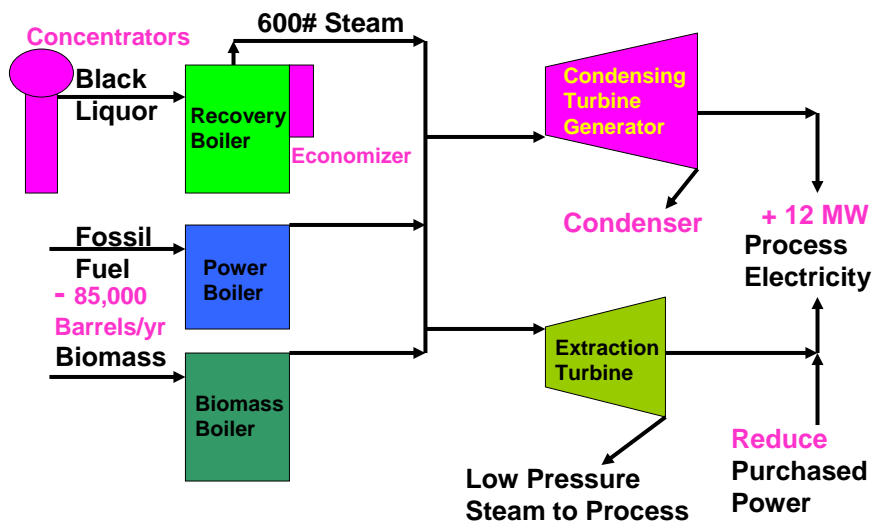 Concentrators
600# Steam
Black
Liquor
Recovery
Boiler
Economizer
Condensing
Turbine
Generator
Condenser
+ 12 MW
Process
Electricity
Fossil
Fuel
- 85,000
Barrels/yr
Power
Boiler
Biomass
Biomass
Boiler
Extraction
Turbine
Low Pressure
Steam to Process
Reduce
Purchased
Power